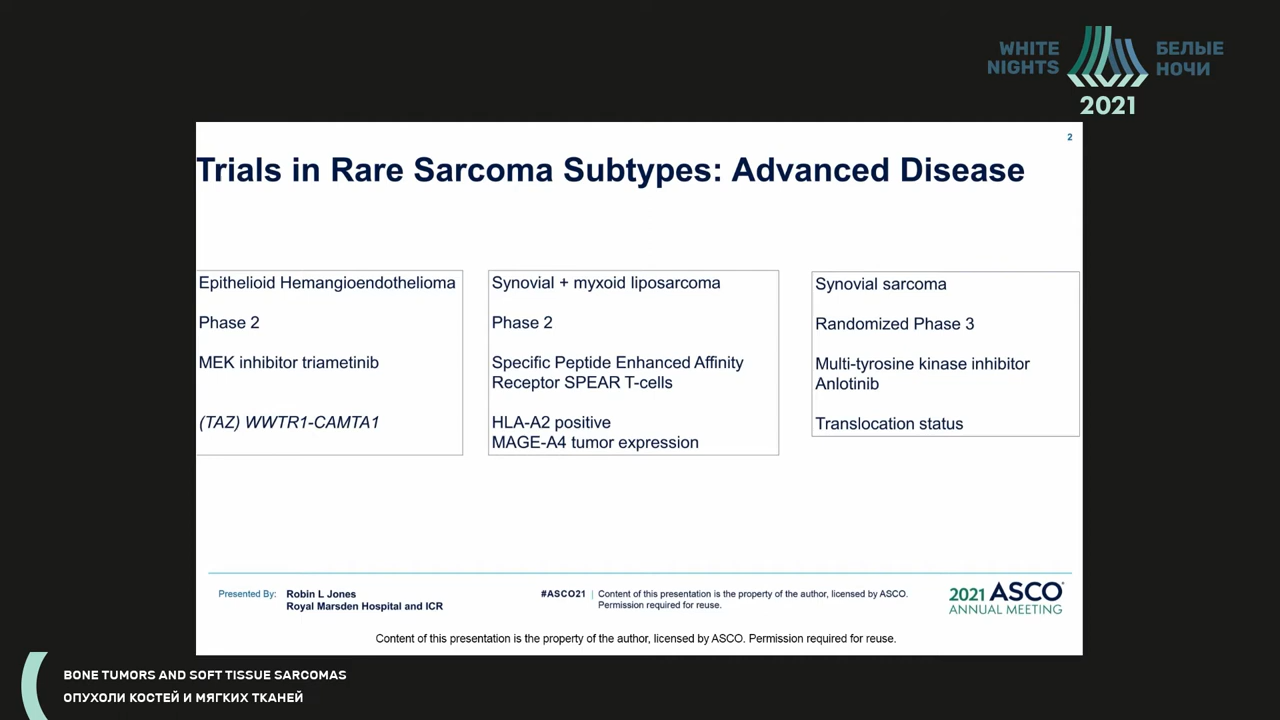 WHITE
NIGHTS
БЕЛЫЕ
НОЧИ
2021
2
Trials in Rare Sarcoma Subtypes: Advanced Disease
Epithelioid Hemangioendothelioma
Phase 2
MEK inhibitor triametinib
(TAZ) WWTR1-CAMTA1
Synovial + myxoid liposarcoma
Phase 2
Specific Peptide Enhanced Affinity
Receptor SPEAR T-cells
HLA-A2 positive
MAGE-A4 tumor expression
Synovial sarcoma
Randomized Phase 3
Multi-tyrosine kinase inhibitor
Anlotinib
Translocation status
Presented By: Robin L Jones
Royal Marsden Hospital and ICR
#ASCO21 | Content of this presentation is the property of the author, licensed by ASCO.
Permission required for reuse.
2021 ASCO®
ANNUAL MEETING
Content of this presentation is the property of the author, licensed by ASCO. Permission required for reuse.
BONE TUMORS AND SOFT TISSUE SARCOMAS
ОПУХОЛИ КОСТЕЙ И МЯГКИХ ТКАНЕЙ